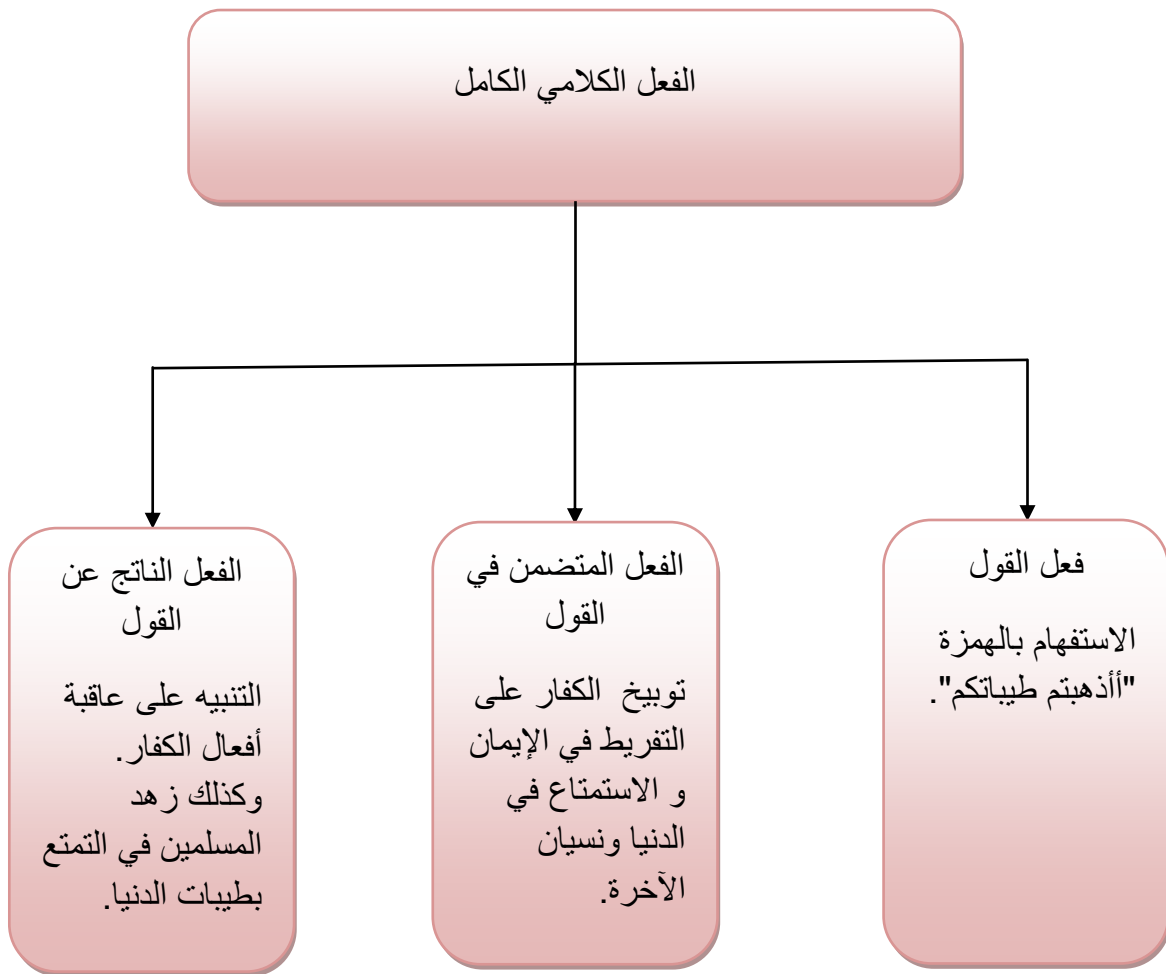 الفعل الكلامي الكامل
فعل القول
الاستفهام بالهمزة
"أأذهبتم طيباتكم".
الفعل المتضمن في
القول
توبيخ الكفار على
التفريط في الإيمان
و الاستمتاع في
الدنيا ونسيان
الآخرة.
الفعل الناتج عن
القول
التنبيه على عاقبة
أفعال الكفار.
وكذلك زهد
المسلمين في التمتع
بطيبات الدنيا.